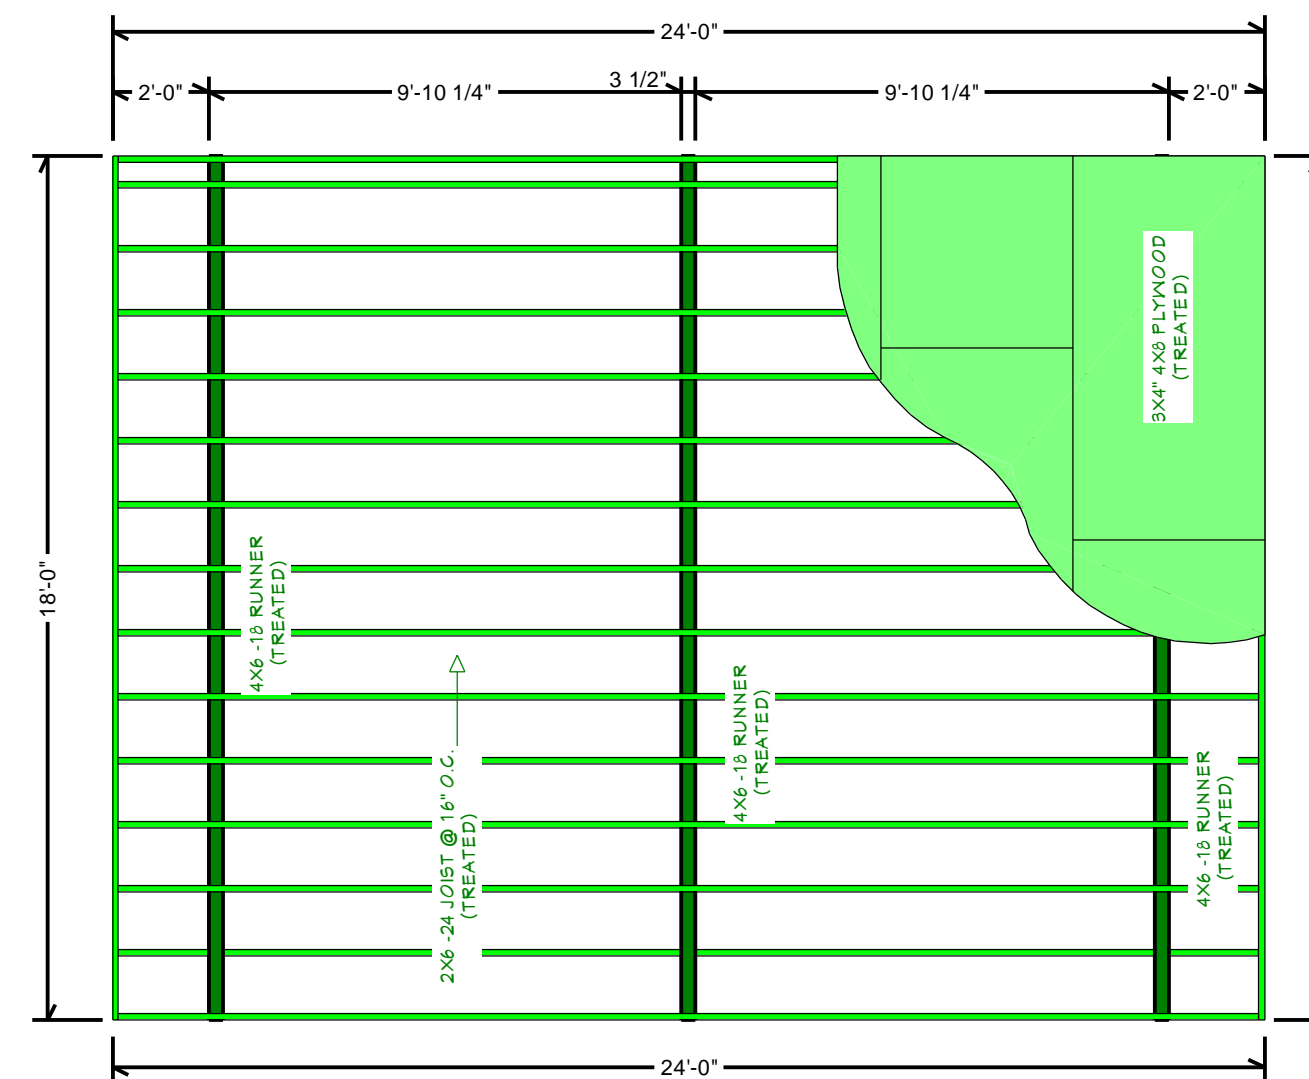 24'-0"
3 1/2"
2'-0"
9'-10 1/4"
9'-10 1/4"
2'-0"
3X4" 4X8 PLYWOOD
(TREATED)
18'-0"
4X6 -18 RUNNER
(TREATED)
4X6 -18 RUNNER
(TREATED)
2X6 -24 JOIST @ 16" O.C.
(TREATED)
4X6 -18 RUNNER
(TREATED)
24'-0"